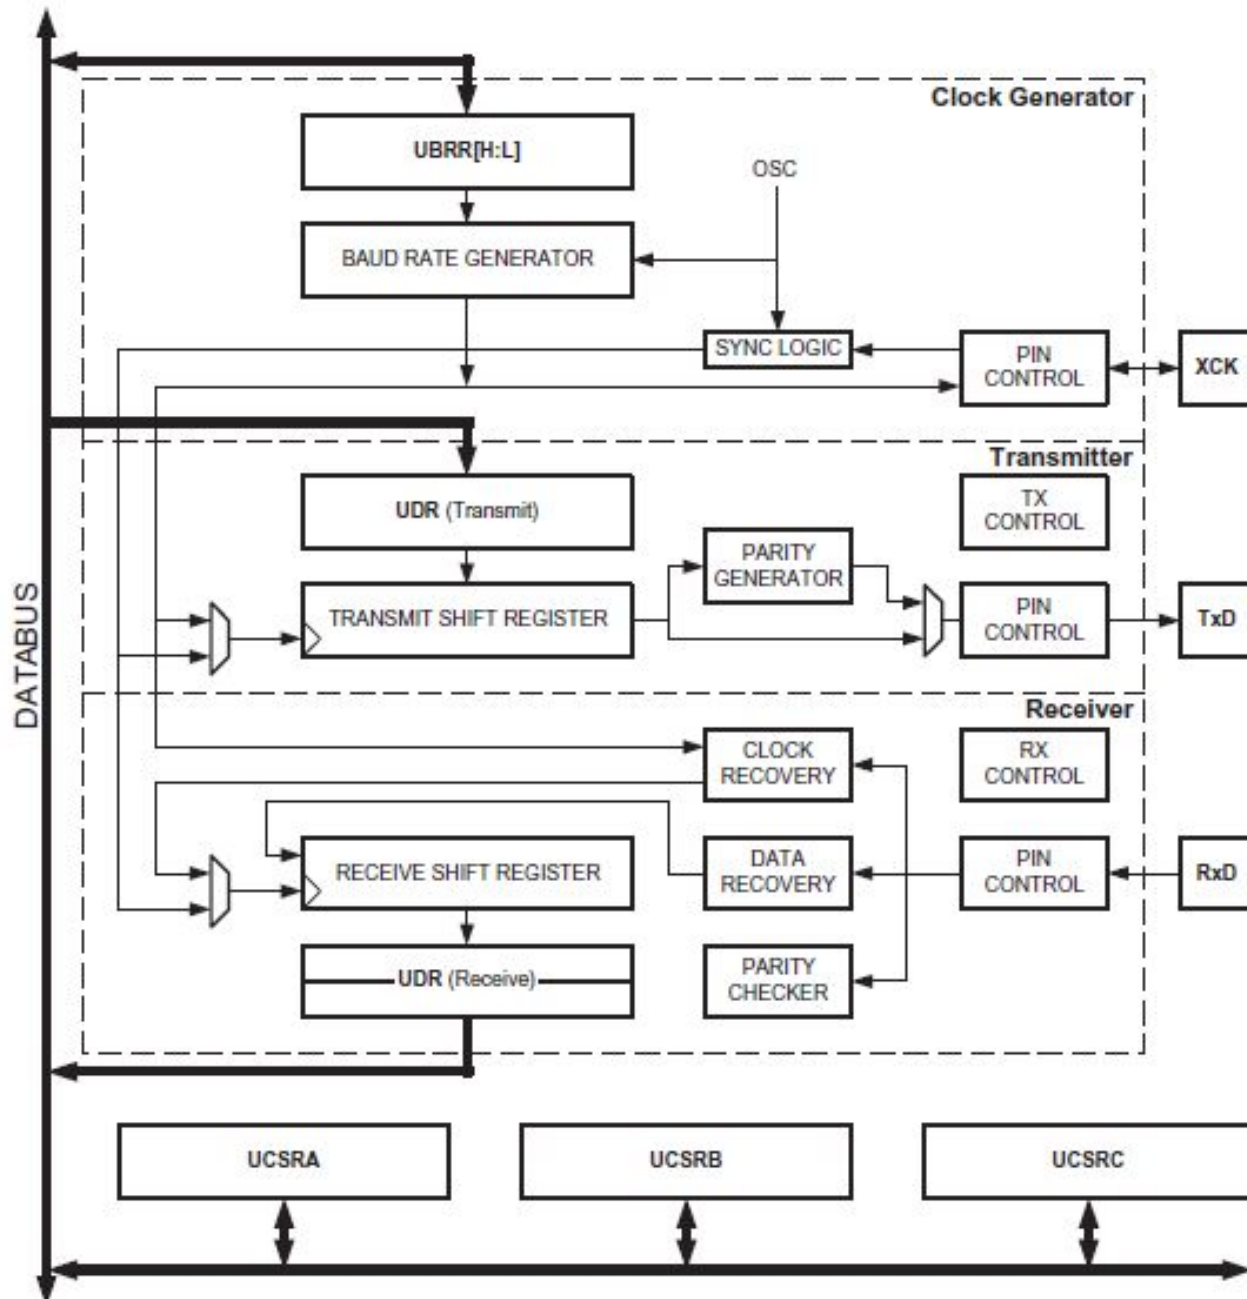 Clock Generator
UBRR[H:L]
OSC
BAUD RATE GENERATOR
SYNC LOGIC
PIN
CONTROL
XCK
Transmitter
UDR (Transmit)
TX
CONTROL
PARITY
GENERATOR
TRANSMIT SHIFT REGISTER
PIN
CONTROL
TxD
DATABUS
Receiver
CLOCK
RECOVERY
RX
CONTROL
RECEIVE SHIFT REGISTER
DATA
RECOVERY
PIN
CONTROL
RxD
UDR (Receive)
PARITY
CHECKER
UCSRA
UCSRB
UCSRC